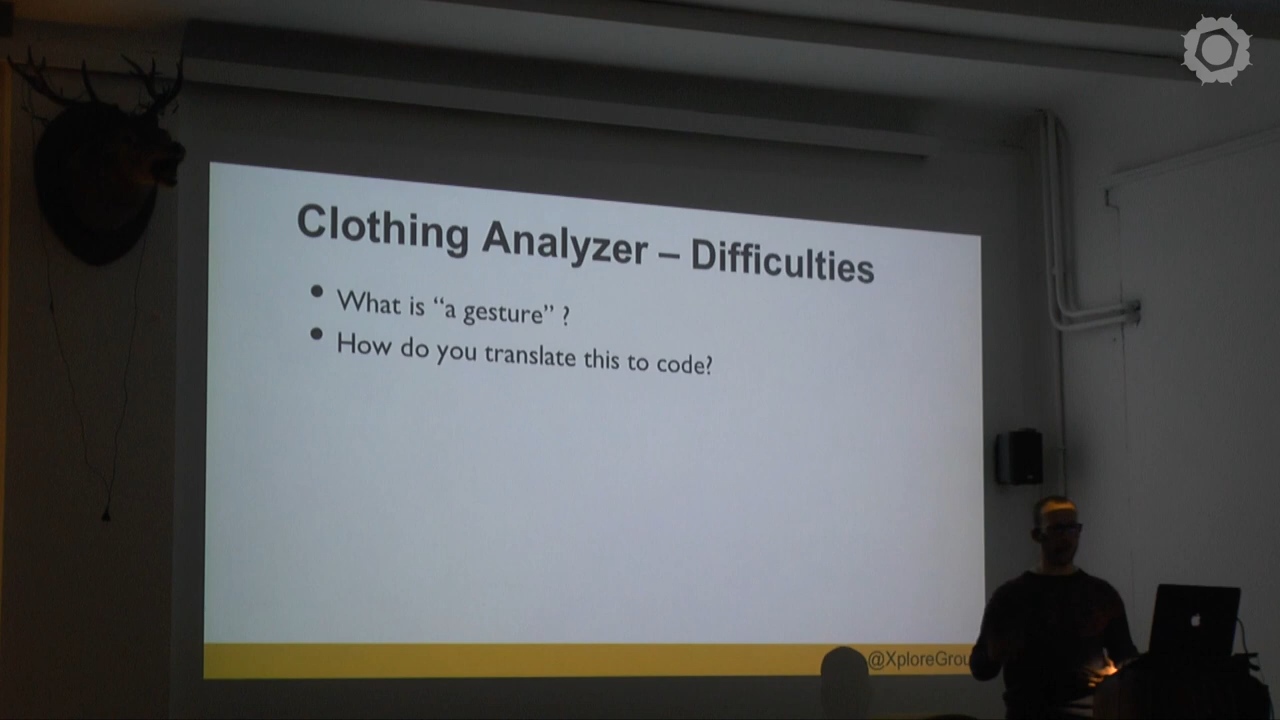 Clothing Analyzer – Difficulties
• What is “a gesture” ?
• How do you translate this to code?
@XploreGrou